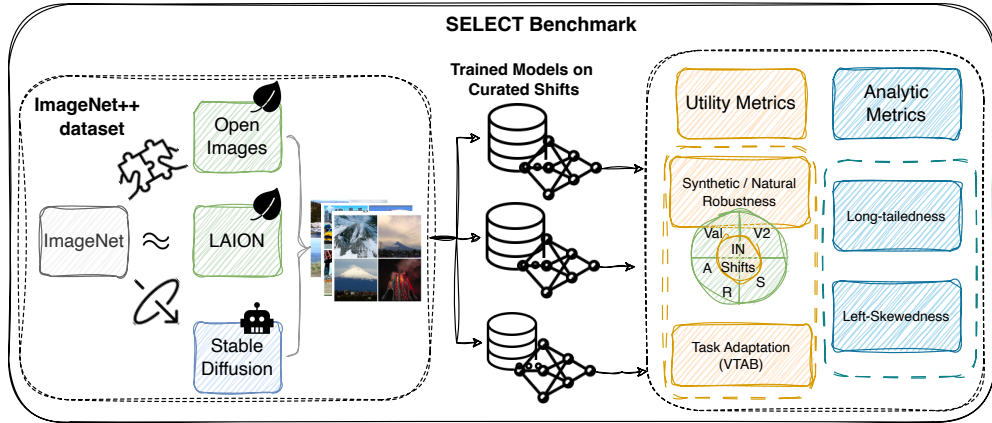 SELECT Benchmark
ImageNet++
dataset
Open
Images
ImageNet
≈
LAION
Stable
Diffusion
Trained Models on
Curated Shifts
Utility Metrics
Analytic
Metrics
Synthetic / Natural
Robustness
Val
V2
IN
Shifts
A
S
R
Task Adaptation
(VTAB)
Long-tailedness
Left-Skewedness